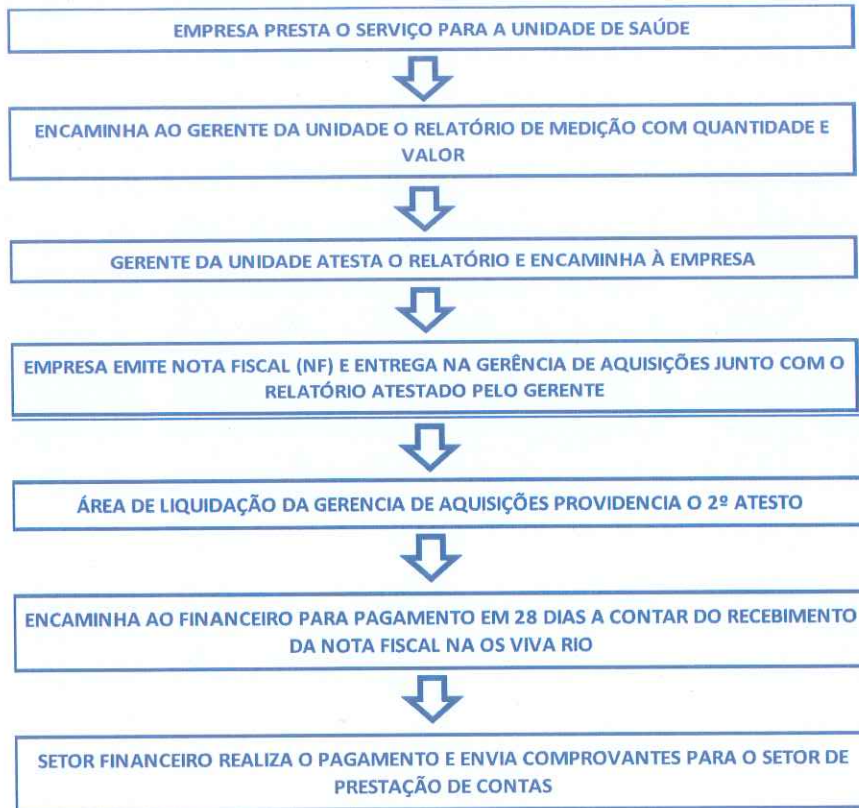 EMPRESA PRESTA O SERVIÇO PARA A UNIDADE DE SAÚDE
ENCAMINHA AO GERENTE DA UNIDADE O RELATÓRIO DE MEDIÇÃO COM QUANTIDADE E
VALOR
GERENTE DA UNIDADE ATESTA O RELATÓRIO E ENCAMINHA À EMPRESA
EMPRESA EMITE NOTA FISCAL (NF) E ENTREGA NA GERÊNCIA DE AQUISIÇÕES JUNTO COM O
RELATÓRIO ATESTADO PELO GERENTE
ÁREA DE LIQUIDAÇÃO DA GERENCIA DE AQUISIÇÕES PROVIDENCIA O 2º ATESTO
ENCAMINHA AO FINANCEIRO PARA PAGAMENTO EM 28 DIAS A CONTAR DO RECEBIMENTO
DA NOTA FISCAL NA OS VIVA RIO
SETOR FINANCEIRO REALIZA O PAGAMENTO E ENVIA COMPROVANTES PARA O SETOR DE
PRESTAÇÃO DE CONTAS